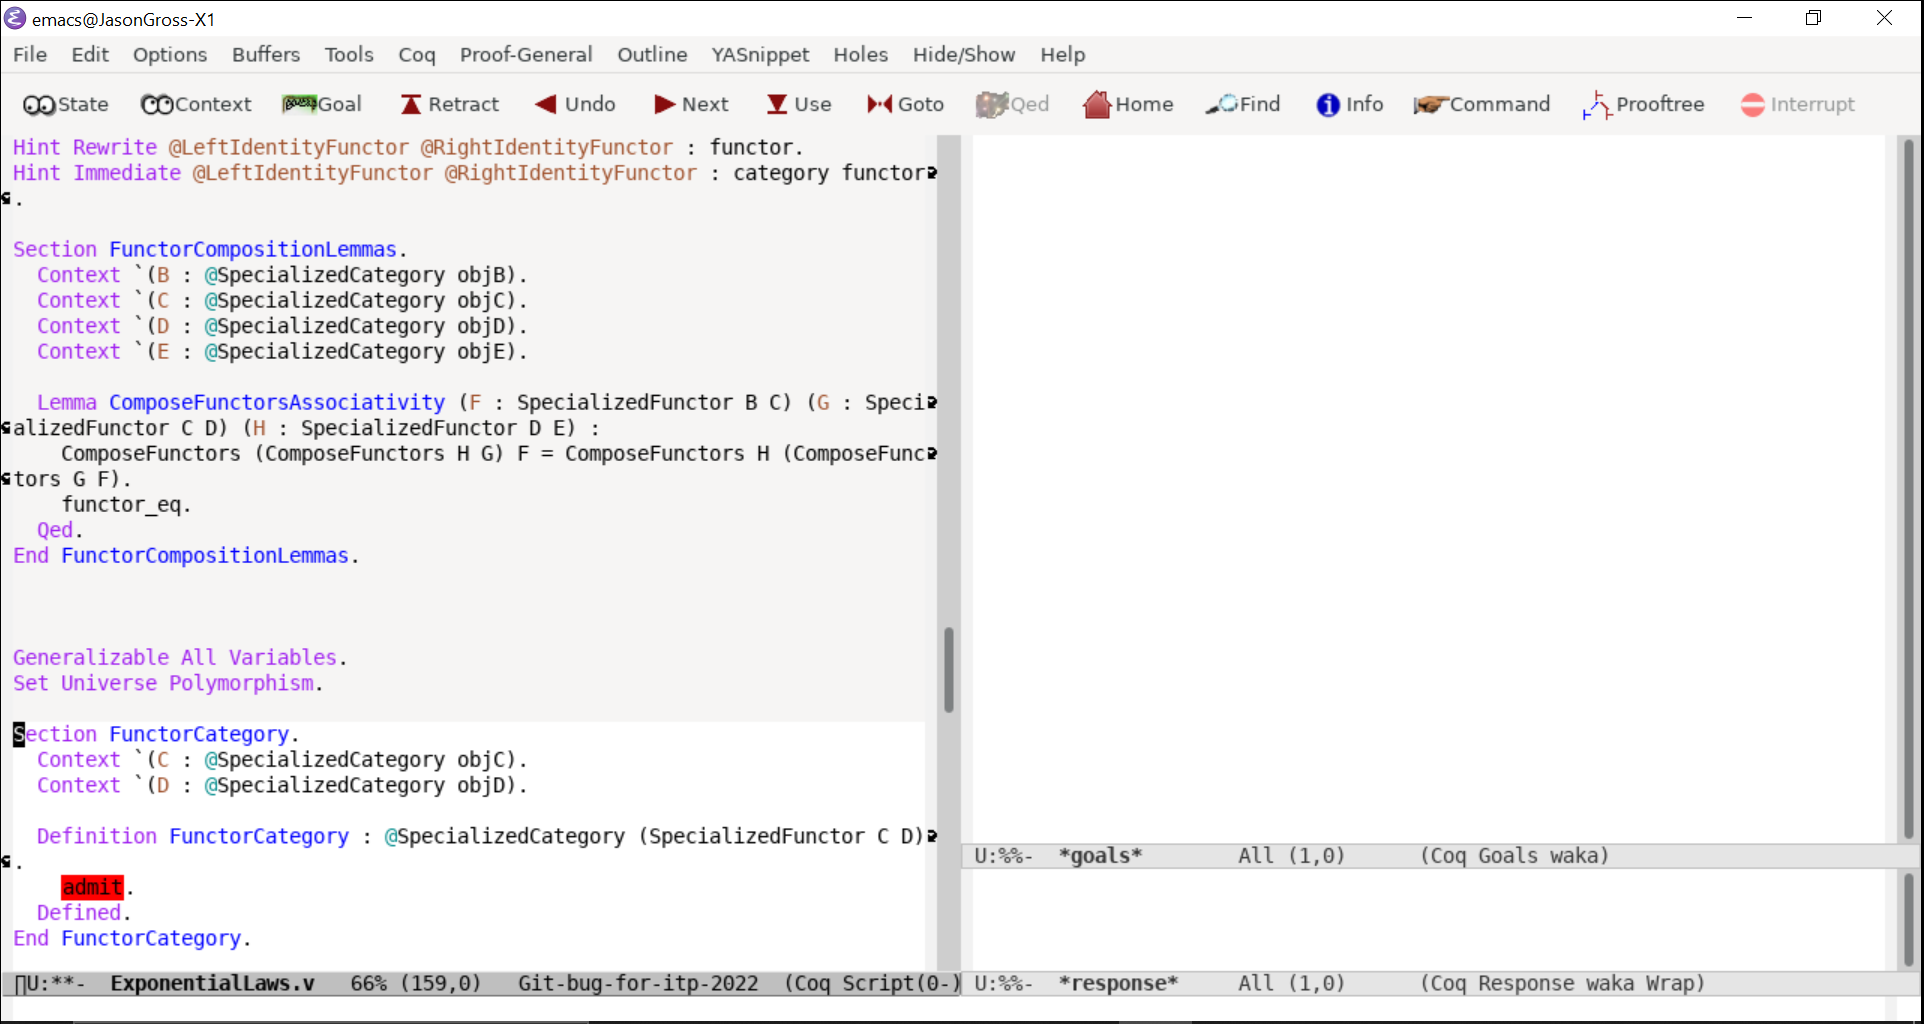 emacs@JasonGross-X1
File Edit Options Buffers Tools Coq Proof-General Outline YASnippet Holes Hide/Show Help
State Context Goal Retract Undo Next Use Goto Qed Home Find Info Command Prooftree Interrupt
Hint Rewrite @LeftIdentityFunctor @RightIdentityFunctor : functor.
Hint Immediate @LeftIdentityFunctor @RightIdentityFunctor : category functor
.
Section FunctorCompositionLemmas.
  Context `(B : @SpecializedCategory objB).
  Context `(C : @SpecializedCategory objC).
  Context `(D : @SpecializedCategory objD).
  Context `(E : @SpecializedCategory objE).
  Lemma ComposeFunctorsAssociativity (F : SpecializedFunctor B C) (G : Speci
alizedFunctor C D) (H : SpecializedFunctor D E) :
    ComposeFunctors (ComposeFunctors H G) F = ComposeFunctors H (ComposeFunc
tors G F).
    functor_eq.
  Qed.
End FunctorCompositionLemmas.
Generalizable All Variables.
Set Universe Polymorphism.
Section FunctorCategory.
  Context `(C : @SpecializedCategory objC).
  Context `(D : @SpecializedCategory objD).
  Definition FunctorCategory : @SpecializedCategory (SpecializedFunctor C D)
.
    admit.
  Defined.
End FunctorCategory.
U:**-  ExponentialLaws.v   66% (159,0)   Git-bug-for-itp-2022  (Coq Script(0-)
U:%%-  *goals*        All (1,0)      (Coq Goals waka)
U:%%-  *response*     All (1,0)      (Coq Response waka Wrap)